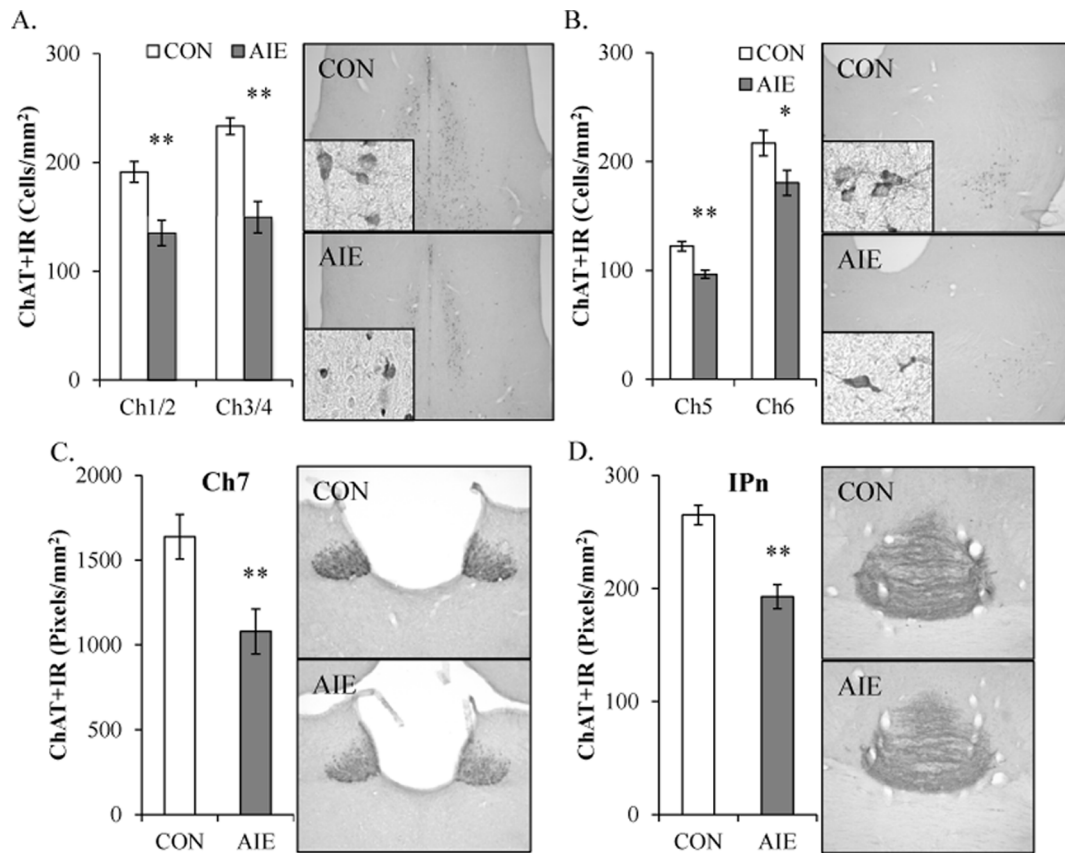 A.
ChAT+IR (Cells/mm²)
300
200
100
0
CON AIE
**
**
Ch1/2 Ch3/4
CON
AIE
B.
ChAT+IR (Cells/mm²)
300
200
100
0
CON
AIE
**
*
Ch5 Ch6
CON
AIE
C.
Ch7
ChAT+IR (Pixels/mm²)
2000
1500
1000
500
0
**
CON AIE
CON
AIE
D.
IPn
ChAT+IR (Pixels/mm²)
300
200
100
0
**
CON AIE
CON
AIE